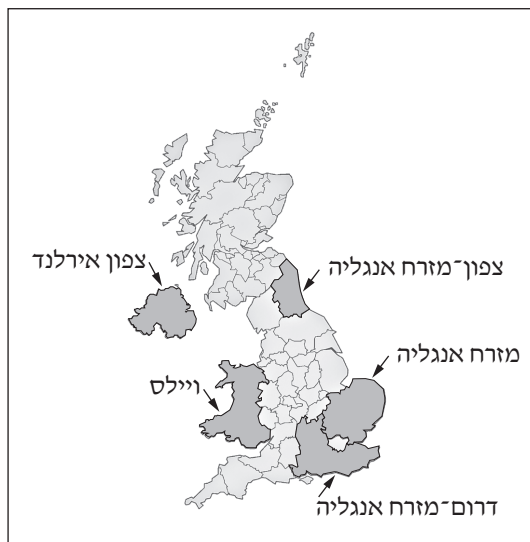 צפון אירלנד
צפון־מזרח אנגליה
מזרח אנגליה
ויילס
דרום־מזרח אנגליה